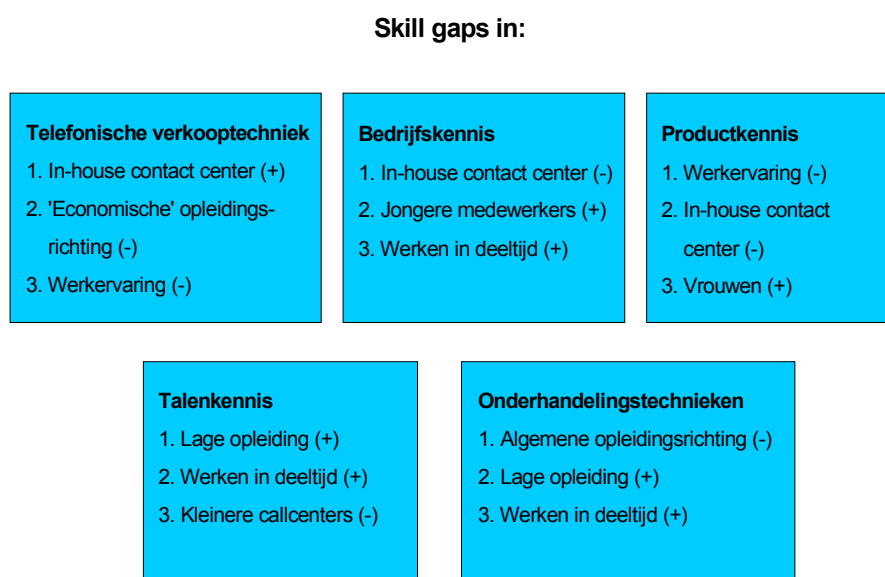 Skill gaps in:
Telefonische verkooptechniek
1. In-house contact center (+)
2. 'Economische' opleidings-
richting (-)
3. Werkervaring (-)
Bedrijfskennis
1. In-house contact center (-)
2. Jongere medewerkers (+)
3. Werken in deeltijd (+)
Productkennis
1. Werkervaring (-)
2. In-house contact
center (-)
3. Vrouwen (+)
Talenkennis
1. Lage opleiding (+)
2. Werken in deeltijd (+)
3. Kleinere callcenters (-)
Onderhandelingstechnieken
1. Algemene opleidingsrichting (-)
2. Lage opleiding (+)
3. Werken in deeltijd (+)